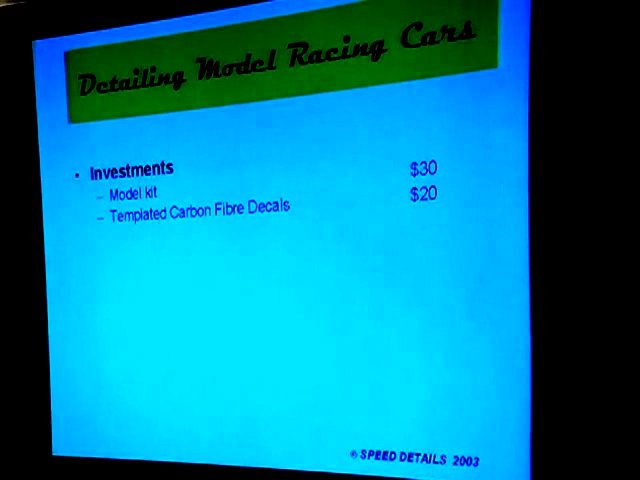 Detailing Model Racing Cars
• Investments
– Model kit $30
– Templated Carbon Fibre Decals $20
© SPEED DETAILS 2003